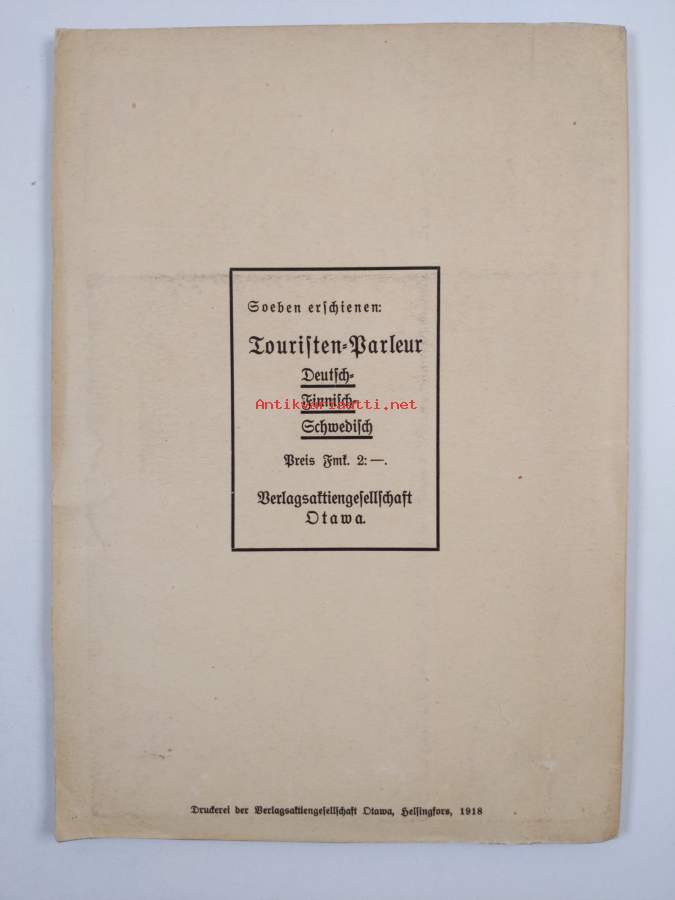 Soeben erschienen:
Touristen-Parleur
Deutsch-
Finnisch-
Antikvariaatti.net
Schwedisch
Preis Fmk. 2:—.
Verlagsaktiengesellschaft
Otawa.
Druckerei der Verlagsaktiengesellschaft Otawa, Helsingfors, 1918